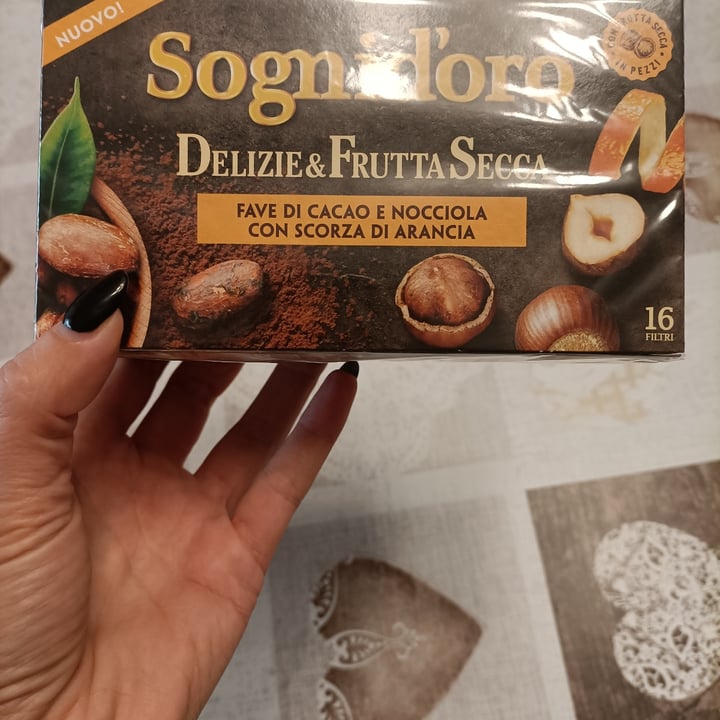 NUOVO!
Sogni d'oro
CON FRUTTA SECCA
IN PEZZI
DELIZIE & FRUTTA SECCA
FAVE DI CACAO E NOCCIOLA
CON SCORZA DI ARANCIA
16
FILTRI